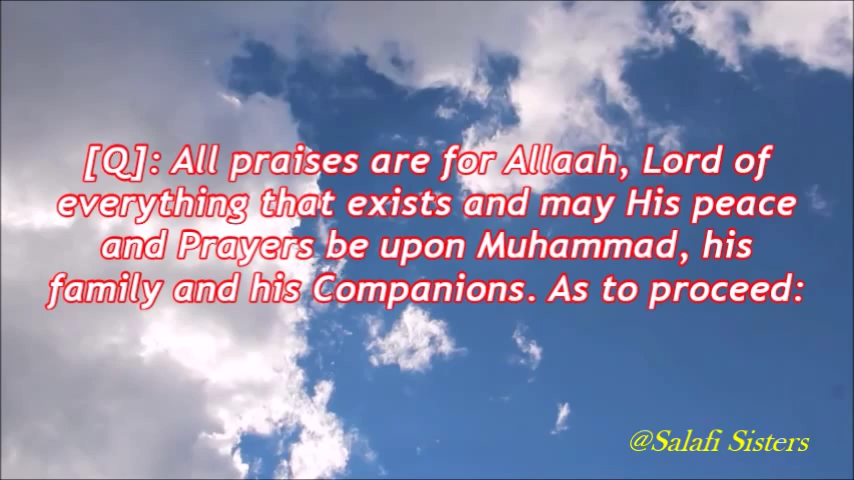 [Q]: All praises are for Allaah, Lord of
everything that exists and may His peace
and Prayers be upon Muhammad, his
family and his Companions. As to proceed:
@Salafi Sisters